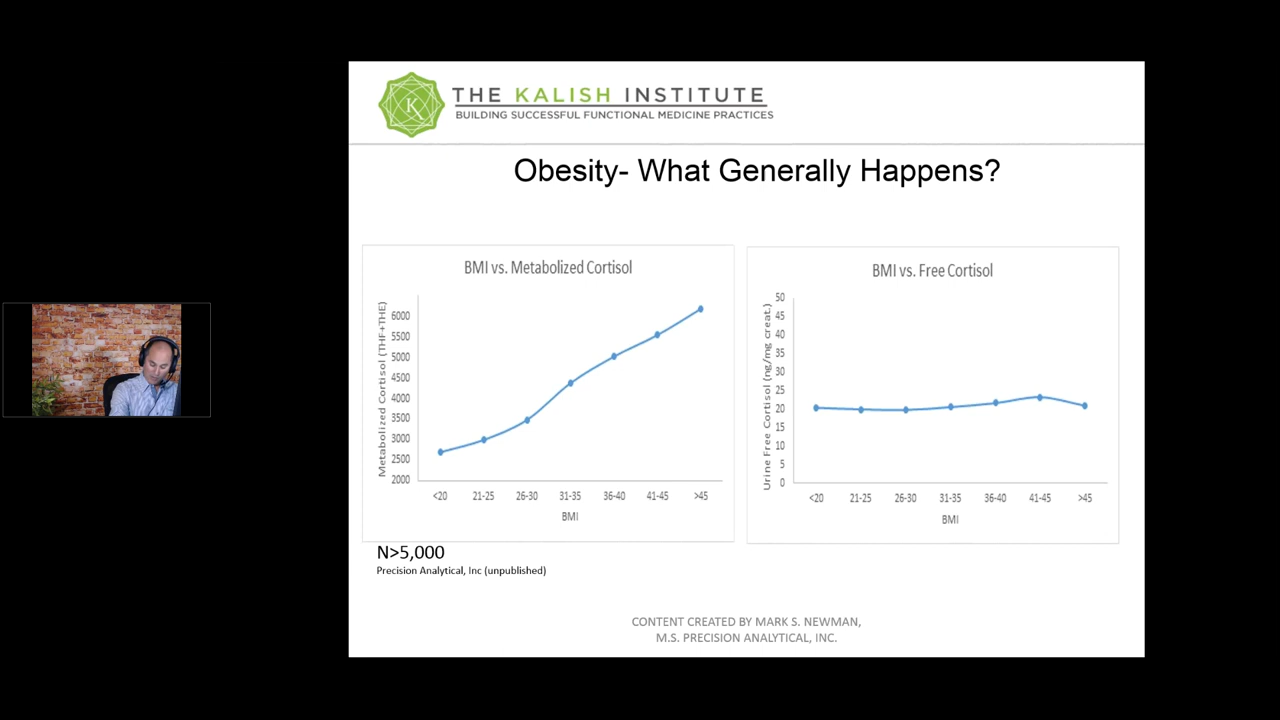 K
THE KALISH INSTITUTE
BUILDING SUCCESSFUL FUNCTIONAL MEDICINE PRACTICES
Obesity- What Generally Happens?
BMI vs. Metabolized Cortisol
Metabolized Cortisol (THF+THE)
6000
5500
5000
4500
4000
3500
3000
2500
2000
<20 21-25 26-30 31-35 36-40 41-45 >45
BMI
BMI vs. Free Cortisol
Urine Free Cortisol (ng/mg creat.)
50
45
40
35
30
25
20
15
10
5
0
<20 21-25 26-30 31-35 36-40 41-45 >45
BMI
N>5,000
Precision Analytical, Inc (unpublished)
CONTENT CREATED BY MARK S. NEWMAN,
M.S. PRECISION ANALYTICAL, INC.